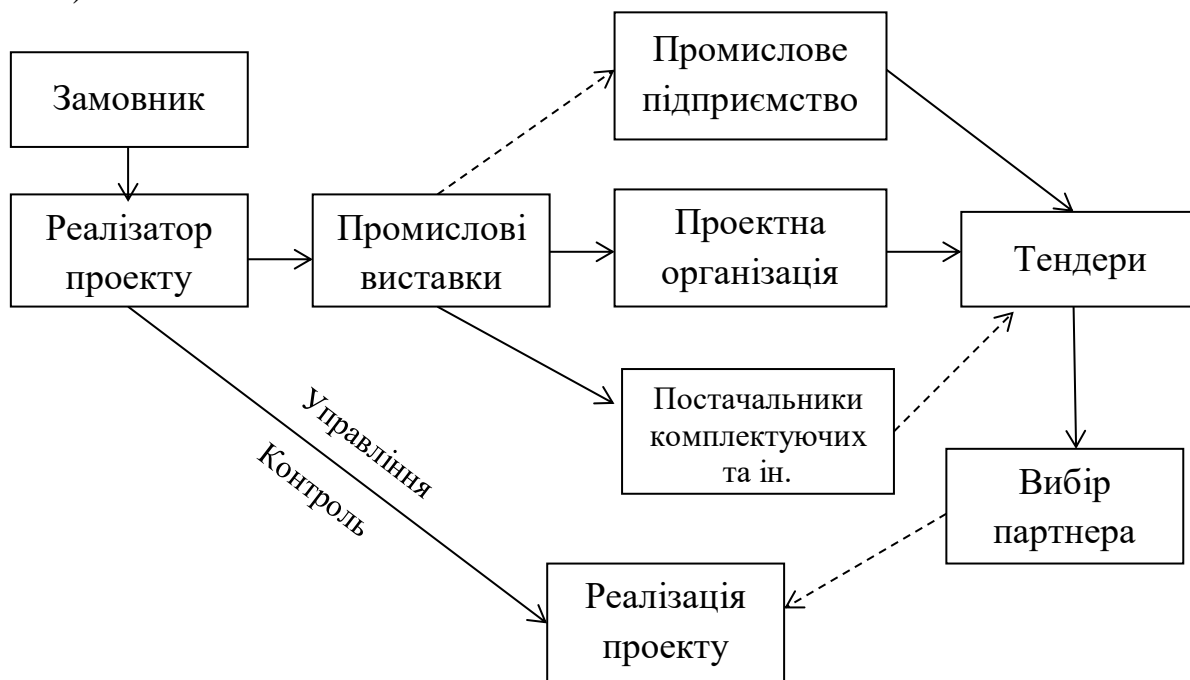 )
Замовник
Реалізатор
проекту
Промислові
виставки
Промислове
підприємство
Проектна
організація
Постачальники
комплектуючих
та ін.
Тендери
Вибір
партнера
Управління
Контроль
Реалізація
проекту